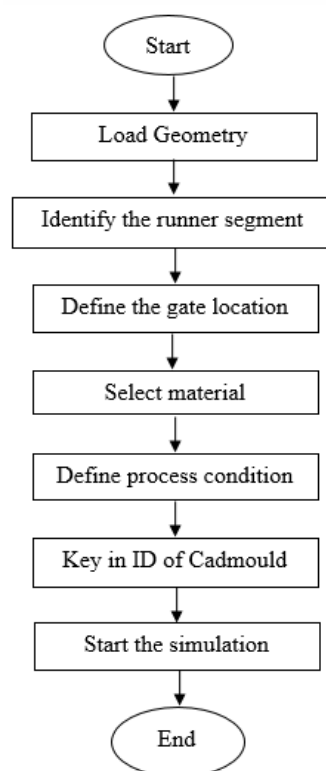 Start
Load Geometry
Identify the runner segment
Define the gate location
Select material
Define process condition
Key in ID of Cadmould
Start the simulation
End